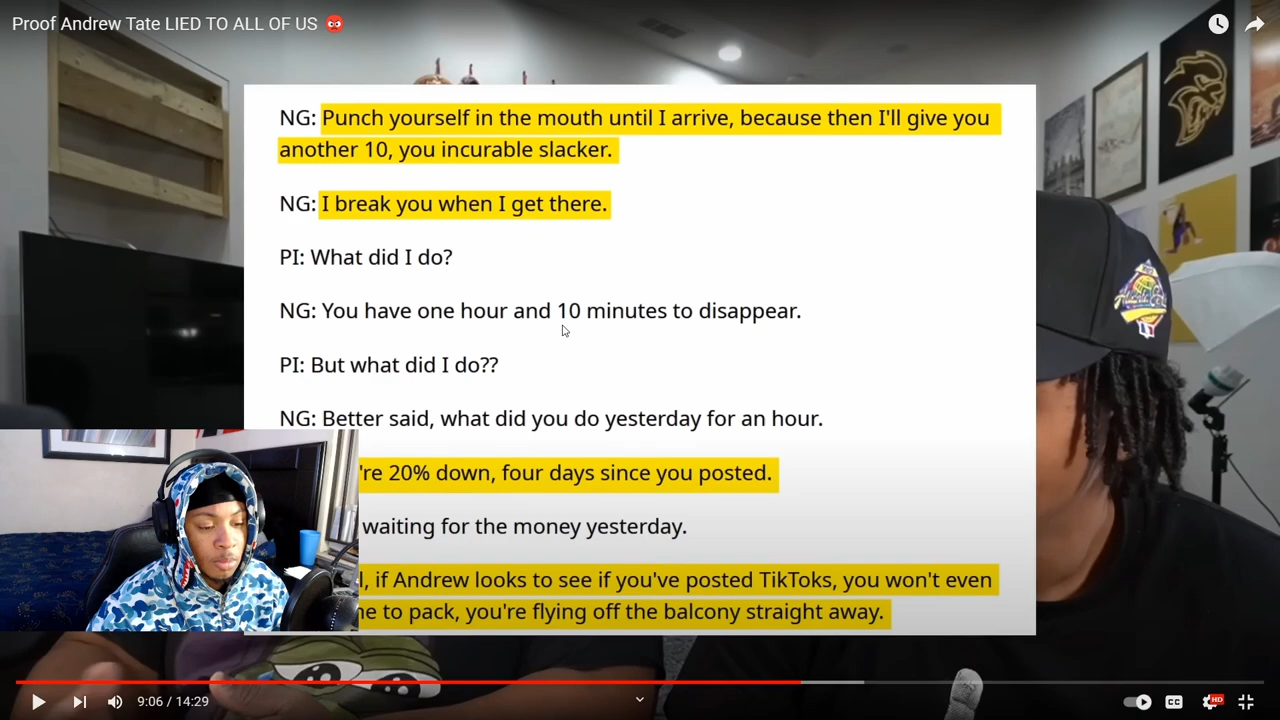 Proof Andrew Tate LIED TO ALL OF US 😡
NG: Punch yourself in the mouth until I arrive, because then I'll give you
another 10, you incurable slacker.
NG: I break you when I get there.
PI: What did I do?
NG: You have one hour and 10 minutes to disappear.
PI: But what did I do??
NG: Better said, what did you do yesterday for an hour.
're 20% down, four days since you posted.
waiting for the money yesterday.
if Andrew looks to see if you've posted TikToks, you won't even
to pack, you're flying off the balcony straight away.
9:06 / 14:29
CC
HD